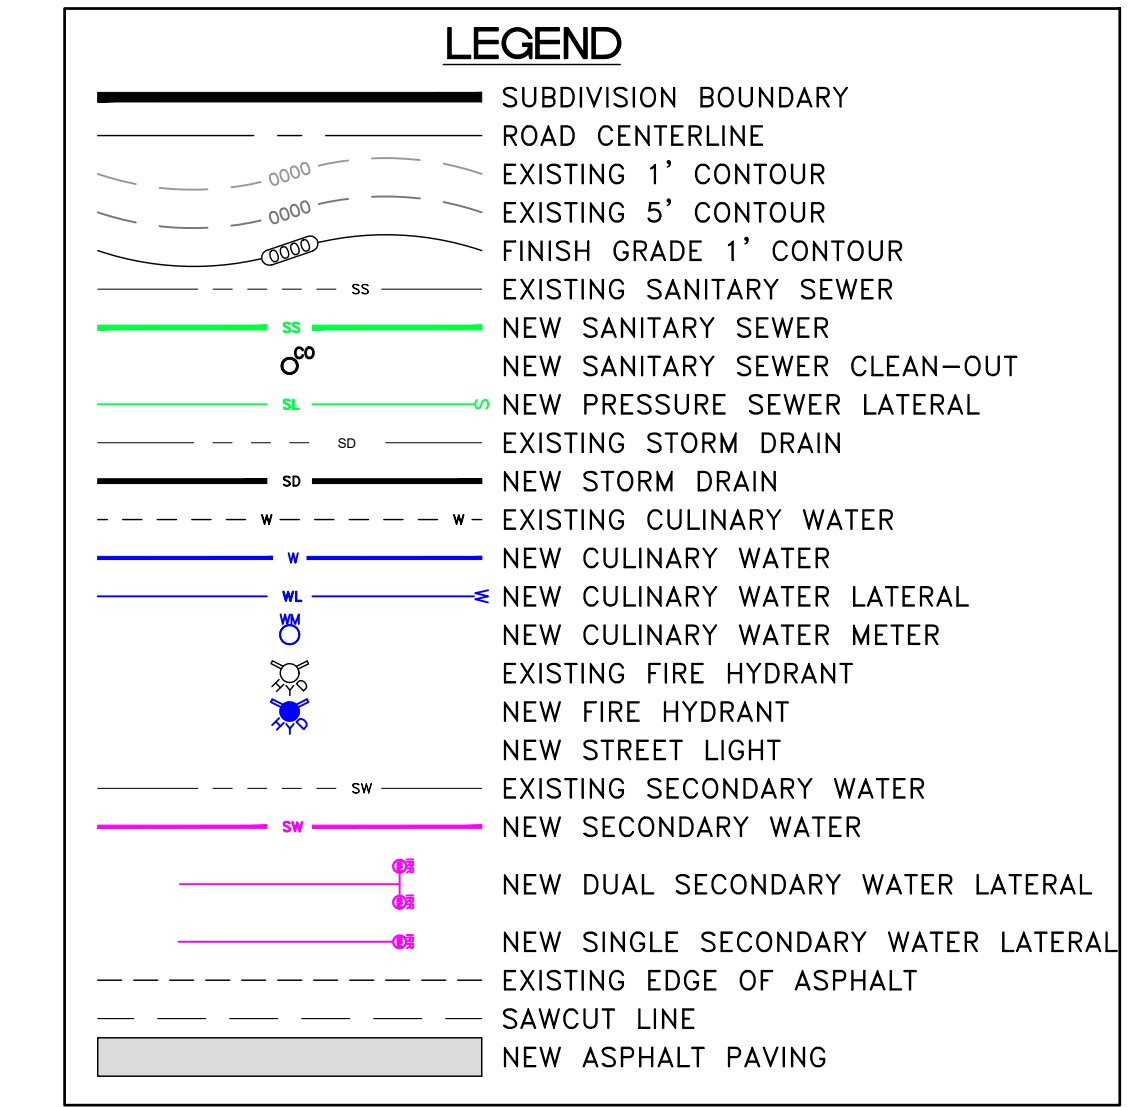 LEGEND
SUBDIVISION BOUNDARY
ROAD CENTERLINE
0000 EXISTING 1' CONTOUR
0000 EXISTING 5' CONTOUR
0000 FINISH GRADE 1' CONTOUR
SS EXISTING SANITARY SEWER
SS NEW SANITARY SEWER
CO NEW SANITARY SEWER CLEAN-OUT
SL S NEW PRESSURE SEWER LATERAL
SD EXISTING STORM DRAIN
SD NEW STORM DRAIN
W W EXISTING CULINARY WATER
W NEW CULINARY WATER
WL W NEW CULINARY WATER LATERAL
WM NEW CULINARY WATER METER
HYD EXISTING FIRE HYDRANT
HYD NEW FIRE HYDRANT
NEW STREET LIGHT
SW EXISTING SECONDARY WATER
SW NEW SECONDARY WATER
NEW DUAL SECONDARY WATER LATERAL
NEW SINGLE SECONDARY WATER LATERAL
EXISTING EDGE OF ASPHALT
SAWCUT LINE
NEW ASPHALT PAVING